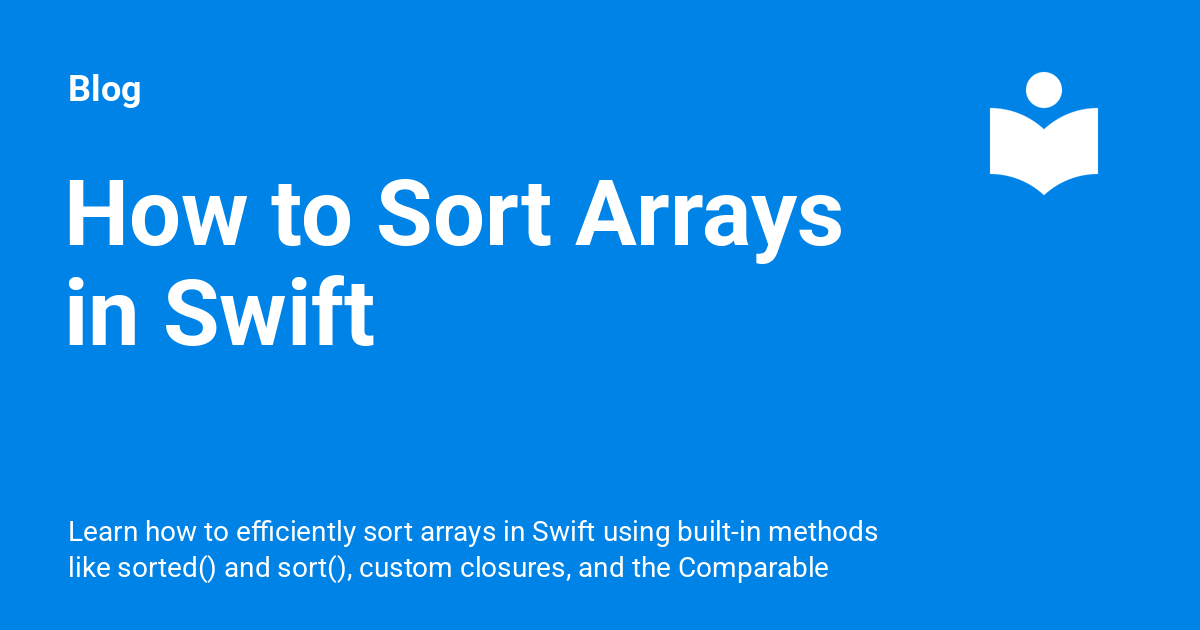 Blog
How to Sort Arrays
in Swift
Learn how to efficiently sort arrays in Swift using built-in methods
like sorted() and sort(), custom closures, and the Comparable